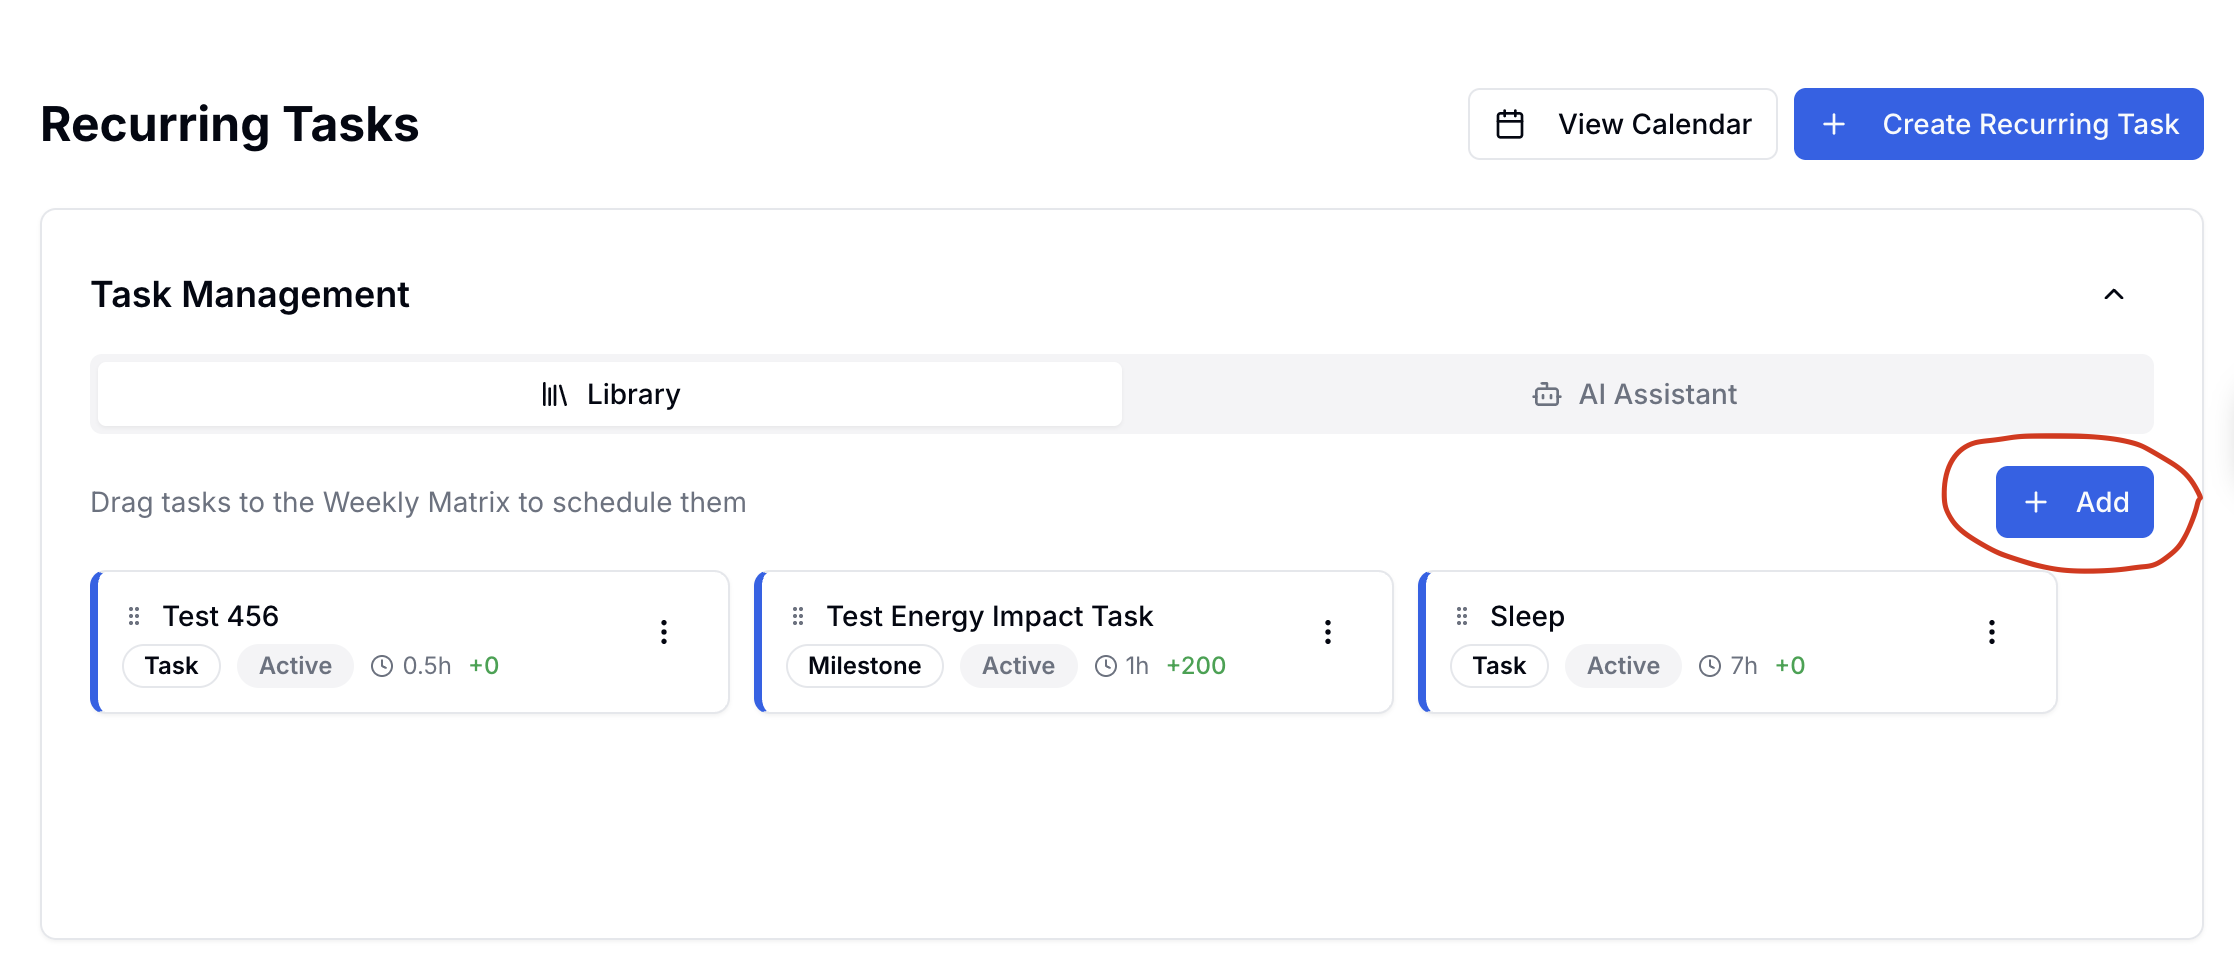 Recurring Tasks
View Calendar
+ Create Recurring Task
Task Management
Library
AI Assistant
Drag tasks to the Weekly Matrix to schedule them
+ Add
Test 456
Task Active 0.5h +0
Test Energy Impact Task
Milestone Active 1h +200
Sleep
Task Active 7h +0